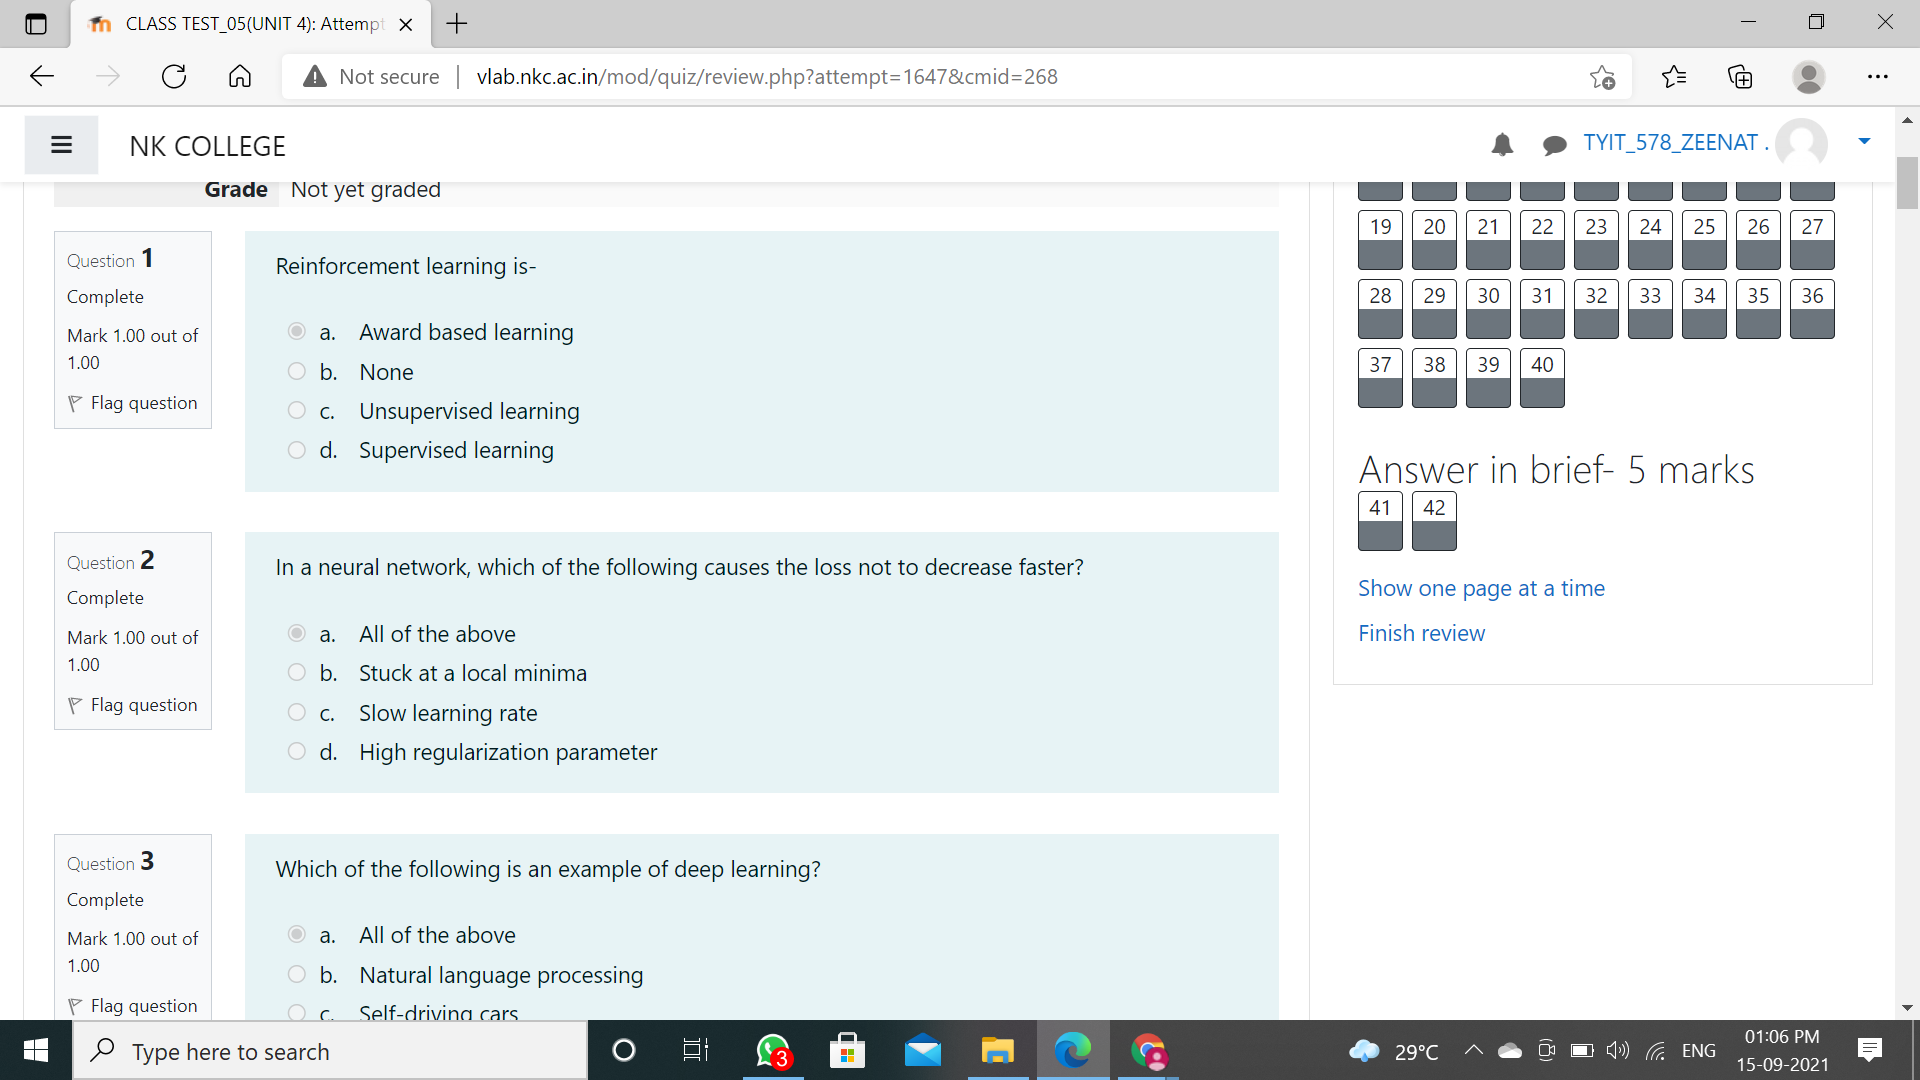 CLASS TEST_05(UNIT 4): Attempt
Not secure
vlab.nkc.ac.in/mod/quiz/review.php?attempt=1647&cmid=268
NK COLLEGE
TYIT_578_ZEENAT .
Grade Not yet graded
Question 1
Complete
Mark 1.00 out of
1.00
Flag question
Reinforcement learning is-
a. Award based learning
b. None
c. Unsupervised learning
d. Supervised learning
Question 2
Complete
Mark 1.00 out of
1.00
Flag question
In a neural network, which of the following causes the loss not to decrease faster?
a. All of the above
b. Stuck at a local minima
c. Slow learning rate
d. High regularization parameter
Question 3
Complete
Mark 1.00 out of
1.00
Flag question
Which of the following is an example of deep learning?
a. All of the above
b. Natural language processing
c. Self-driving cars
19 20 21 22 23 24 25 26 27
28 29 30 31 32 33 34 35 36
37 38 39 40
Answer in brief- 5 marks
41 42
Show one page at a time
Finish review
Type here to search
3
29°C
ENG
01:06 PM
15-09-2021